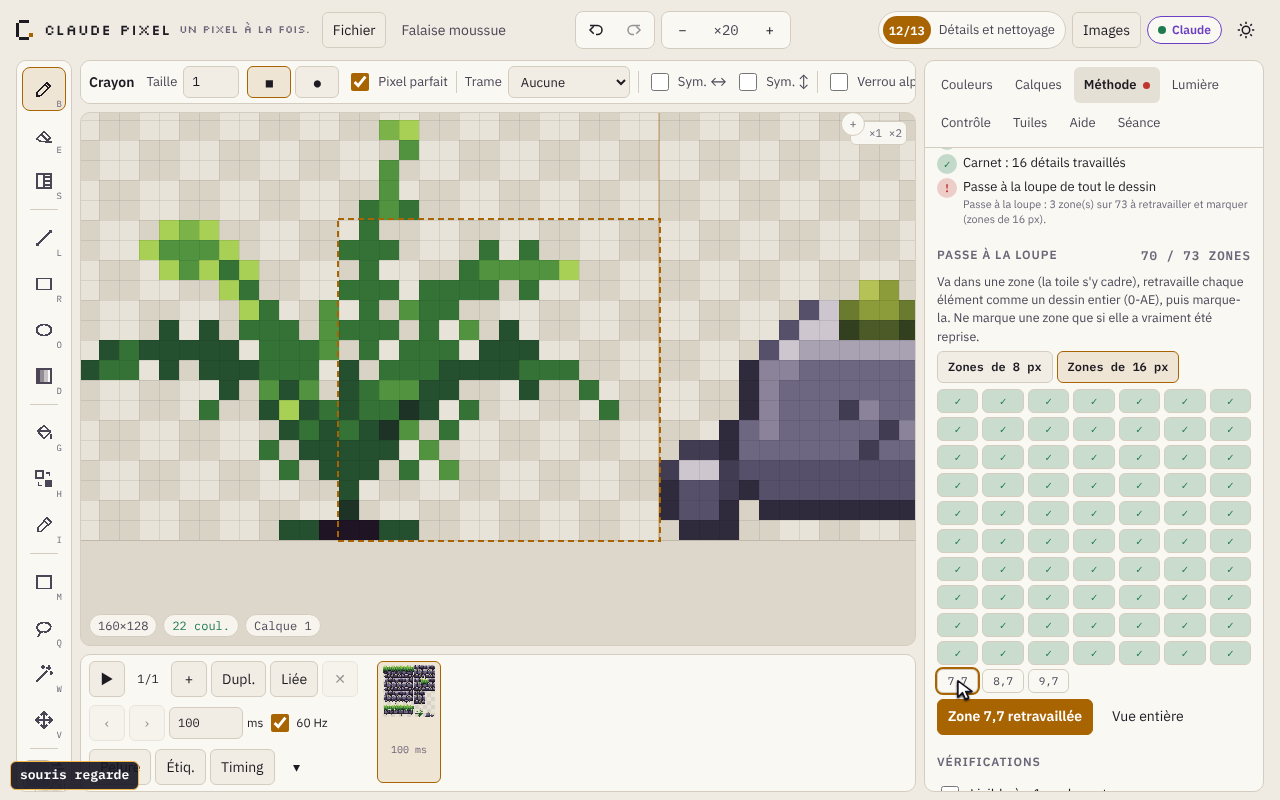 CLAUDE PIXEL UN PIXEL À LA FOIS. Fichier Falaise moussue − ×20 + 12/13 Détails et nettoyage Images Claude
Crayon Taille 1 Pixel parfait Trame Aucune Sym. ↔ Sym. ↕ Verrou alp
Couleurs Calques Méthode Lumière
Contrôle Tuiles Aide Séance
B
E
S
L
R
O
D
G
H
I
M
Q
W
V
+ ×1 ×2
160×128 22 coul. Calque 1
✓ Carnet : 16 détails travaillés
! Passe à la loupe de tout le dessin
Passe à la loupe : 3 zone(s) sur 73 à retravailler et marquer
(zones de 16 px).
PASSE À LA LOUPE 70 / 73 ZONES
Va dans une zone (la toile s'y cadre), retravaille chaque
élément comme un dessin entier (0-AE), puis marque-
la. Ne marque une zone que si elle a vraiment été
reprise.
Zones de 8 px Zones de 16 px
✓ ✓ ✓ ✓ ✓ ✓ ✓
✓ ✓ ✓ ✓ ✓ ✓ ✓
✓ ✓ ✓ ✓ ✓ ✓ ✓
✓ ✓ ✓ ✓ ✓ ✓ ✓
✓ ✓ ✓ ✓ ✓ ✓ ✓
✓ ✓ ✓ ✓ ✓ ✓ ✓
✓ ✓ ✓ ✓ ✓ ✓ ✓
✓ ✓ ✓ ✓ ✓ ✓ ✓
✓ ✓ ✓ ✓ ✓ ✓ ✓
✓ ✓ ✓ ✓ ✓ ✓ ✓
7,7 8,7 9,7
Zone 7,7 retravaillée Vue entière
VÉRIFICATIONS
1/1 + Dupl. Liée ✕
‹ › 100 ms 60 Hz
Étiq. Timing ▼
100 ms
souris regarde